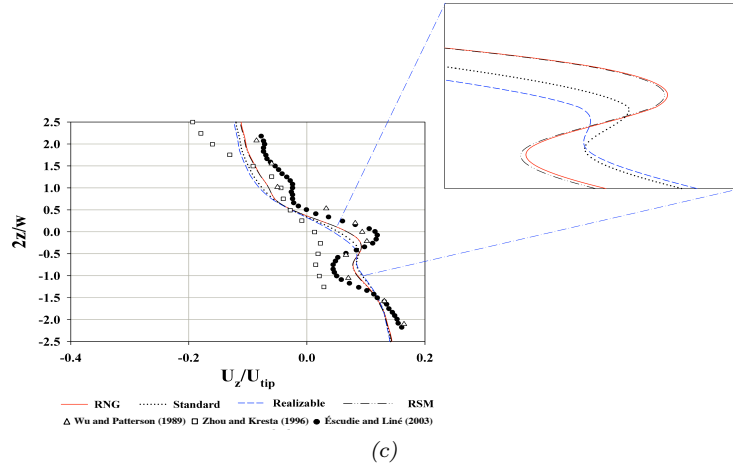 2.5
2.0
1.5
1.0
0.5
0.0
-0.5
-1.0
-1.5
-2.0
-2.5
2z/w
-0.4 -0.2 0.0 0.2
Uz/Utip
RNG Standard Realizable RSM
Wu and Patterson (1989) Zhou and Kresta (1996) Éscudie and Liné (2003)
(c)